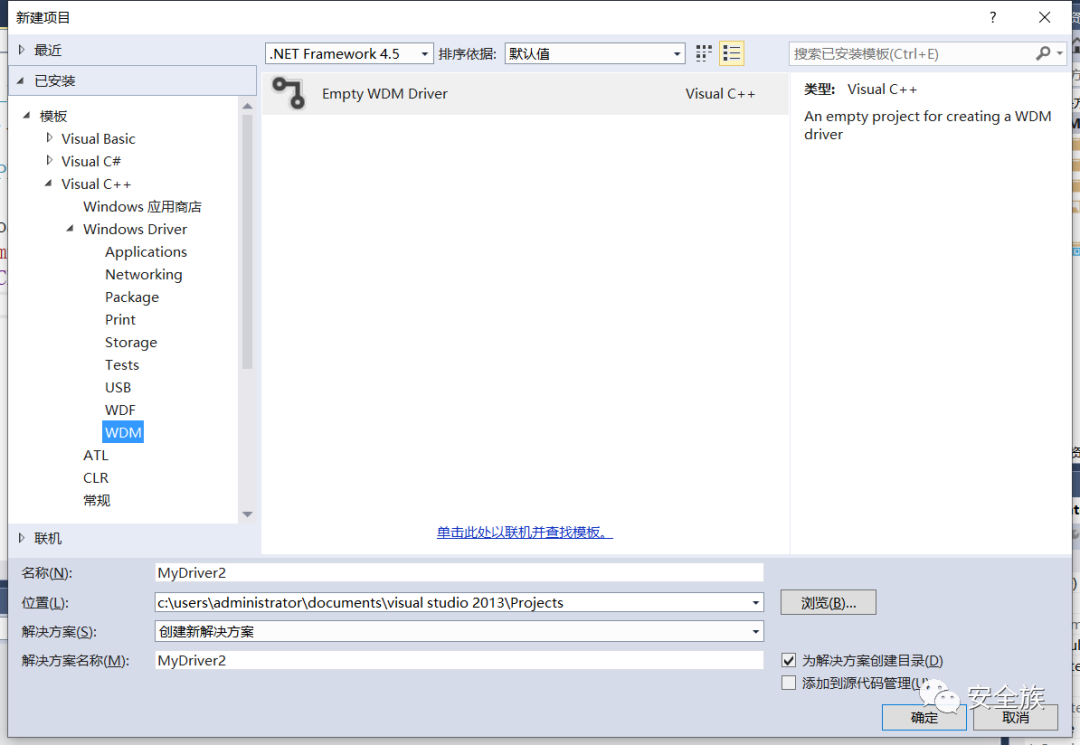 新建项目
?
最近
.NET Framework 4.5 排序依据: 默认值 搜索已安装模板(Ctrl+E)
已安装
模板
Visual Basic
Visual C#
Visual C++
Windows 应用商店
Windows Driver
Applications
Networking
Package
Print
Storage
Tests
USB
WDF
WDM
ATL
CLR
常规
联机
Empty WDM Driver Visual C++
单击此处以联机并查找模板。
类型: Visual C++
An empty project for creating a WDM
driver
名称(N): MyDriver2
位置(L): c:\users\administrator\documents\visual studio 2013\Projects 浏览(B)...
解决方案(S): 创建新解决方案
解决方案名称(M): MyDriver2
为解决方案创建目录(D)
添加到源代码管理(U)
安全族
确定 取消